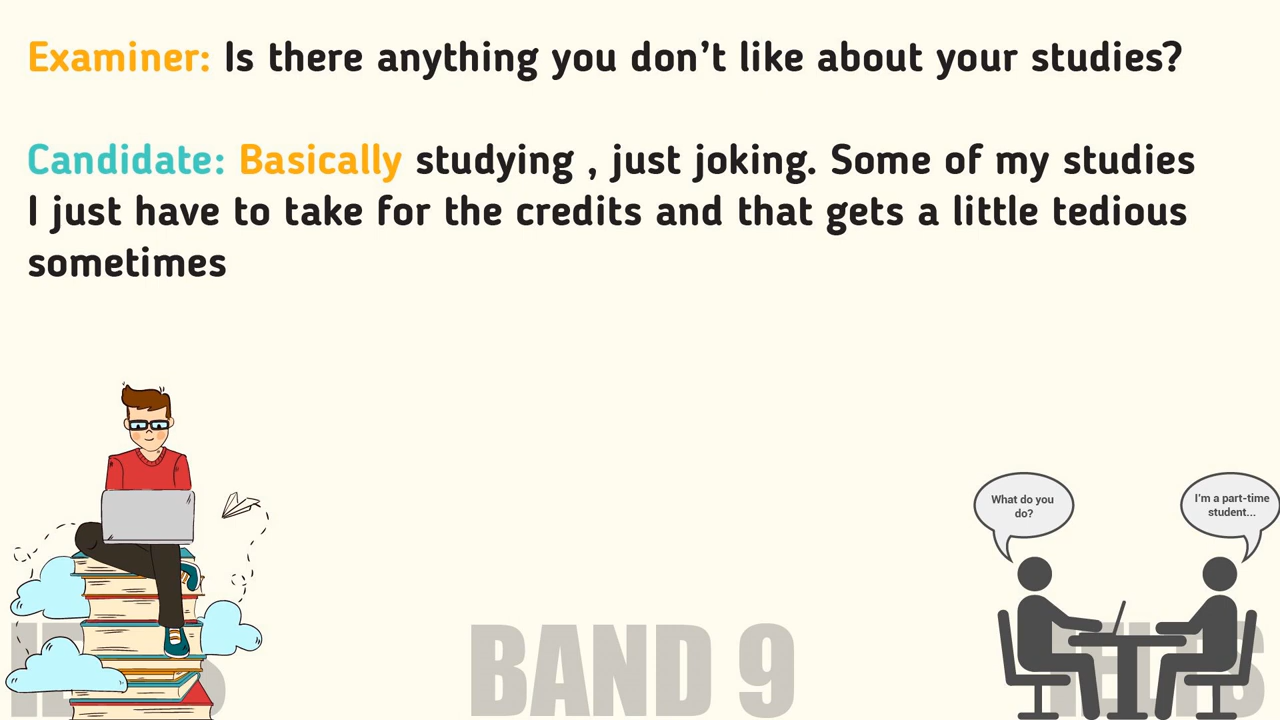 Examiner: Is there anything you don't like about your studies?
Candidate: Basically studying , just joking. Some of my studies
I just have to take for the credits and that gets a little tedious
sometimes
What do you
do?
I'm a part-time
student...
BAND 9